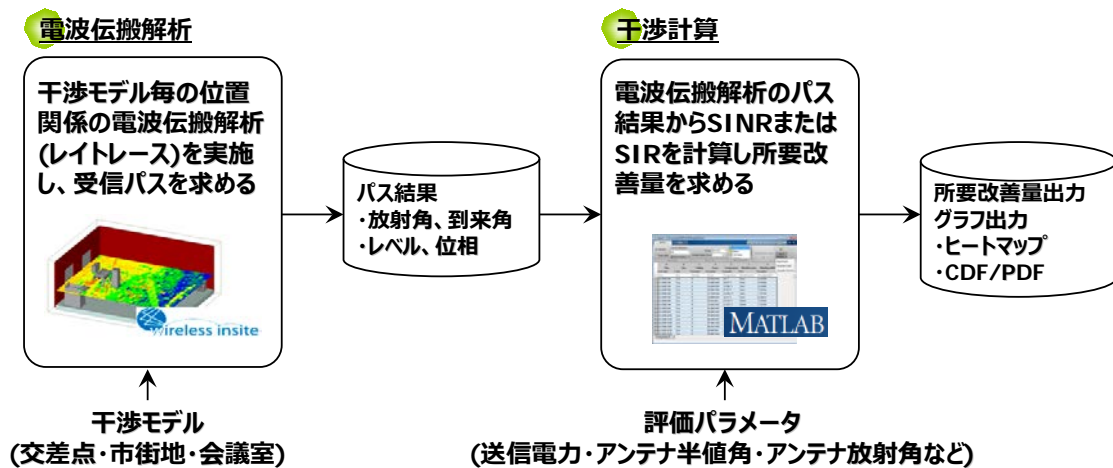 電波伝搬解析
干渉モデル毎の位置
関係の電波伝搬解析
(レイトレース)を実施
し、受信パスを求める
wireless insite
干渉モデル
(交差点・市街地・会議室)
パス結果
・放射角、到来角
・レベル、位相
干渉計算
電波伝搬解析のパス
結果からSINRまたは
SIRを計算し所要改
善量を求める
MATLAB
評価パラメータ
(送信電力・アンテナ半値角・アンテナ放射角など)
所要改善量出力
グラフ出力
・ヒートマップ
・CDF/PDF